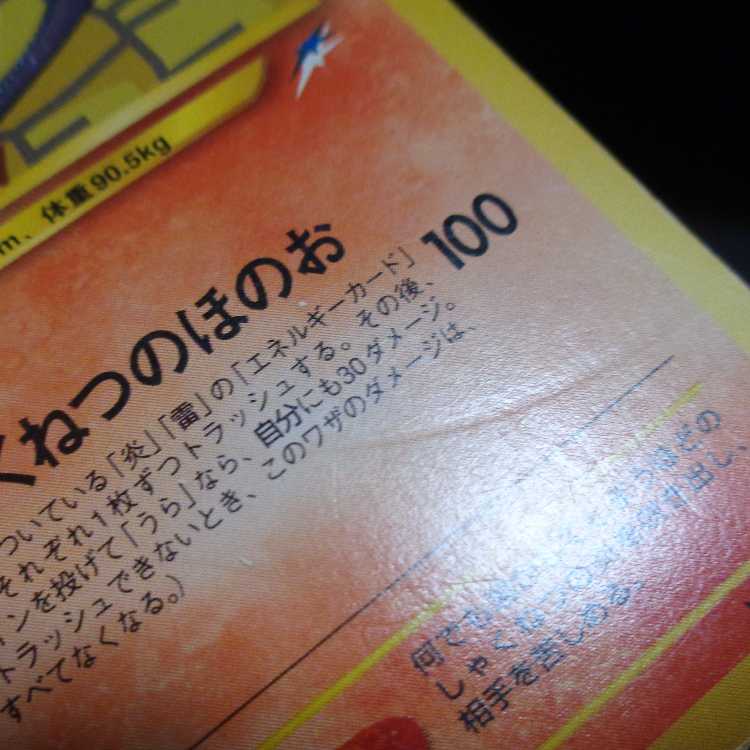 m、体重90.5kg
くねつのほのお 100
ついている「炎」「雷」の「エネルギーカード」
それぞれ1枚ずつトラッシュする。その後、
ンを投げて「うら」なら、自分にも30ダメージ。
トラッシュできないとき、このワザのダメージは、
すべてなくなる。)
何でも
しゃくねつの
相手を苦しめる。